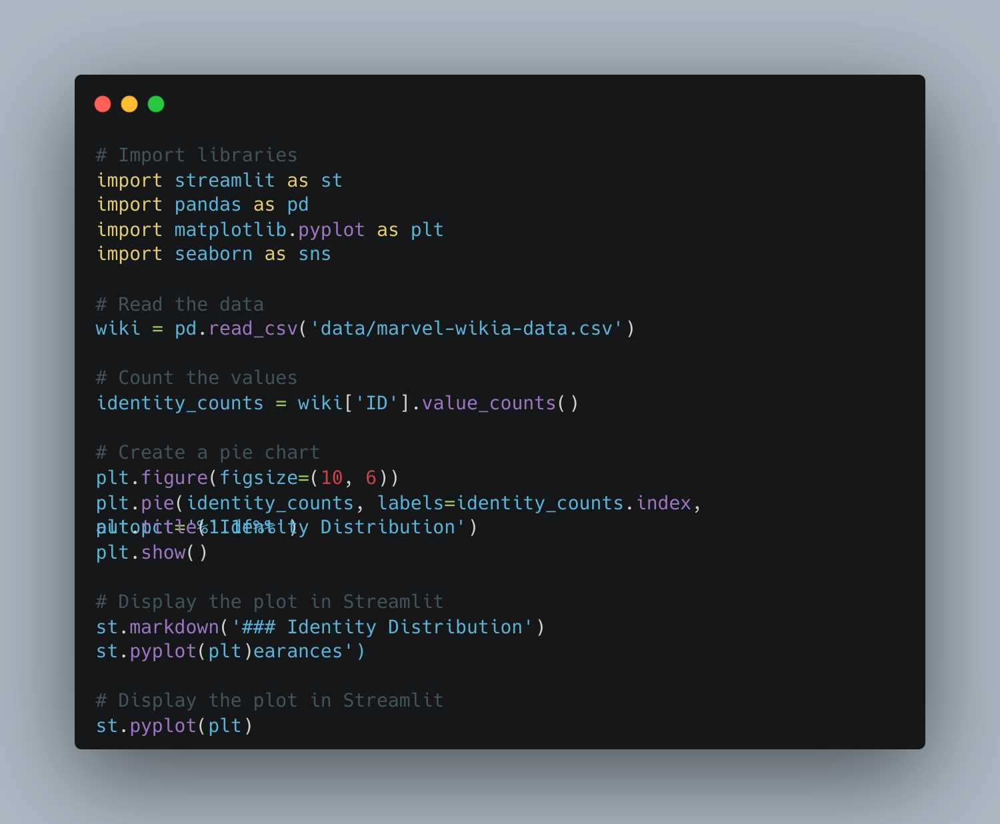 # Import libraries
import streamlit as st
import pandas as pd
import matplotlib.pyplot as plt
import seaborn as sns
# Read the data
wiki = pd.read_csv('data/marvel-wikia-data.csv')
# Count the values
identity_counts = wiki['ID'].value_counts()
# Create a pie chart
plt.figure(figsize=(10, 6))
plt.pie(identity_counts, labels=identity_counts.index,
autopct='%1.1f%%')
plt.title('Identity Distribution')
plt.show()
# Display the plot in Streamlit
st.markdown('### Identity Distribution')
st.pyplot(plt)earances')
# Display the plot in Streamlit
st.pyplot(plt)